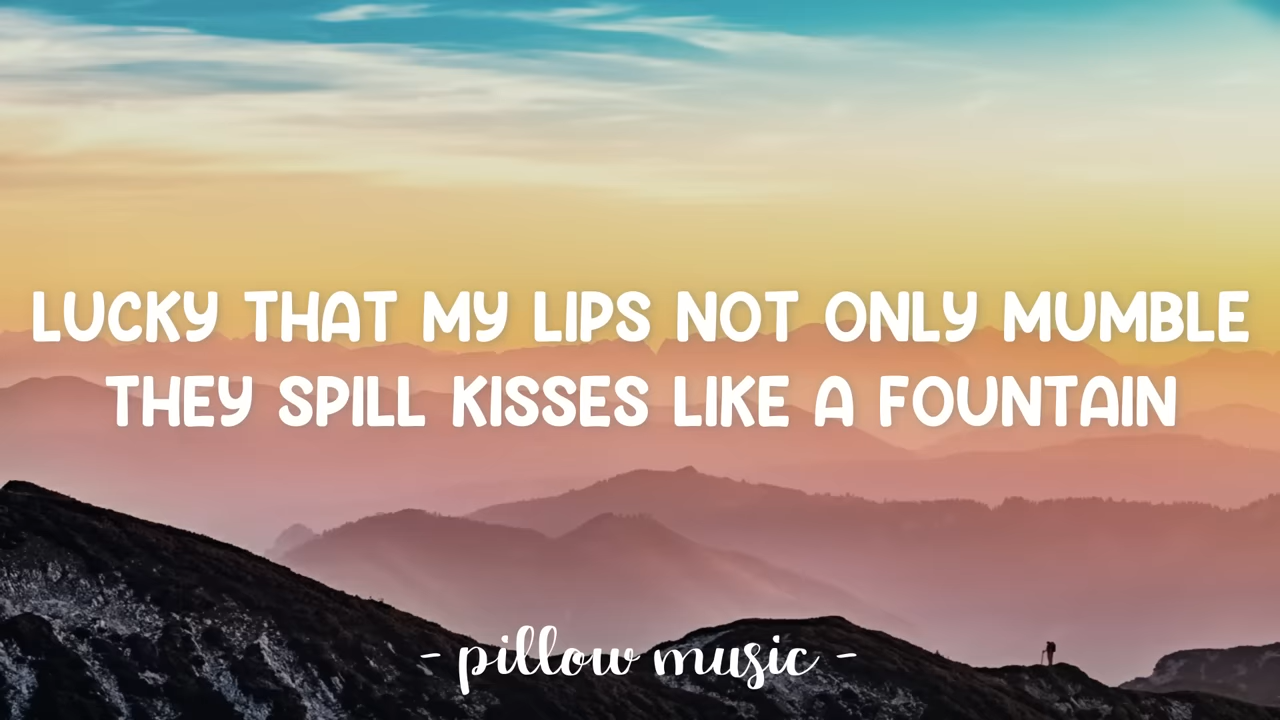 LUCKY THAT MY LIPS NOT ONLY MUMBLE
THEY SPILL KISSES LIKE A FOUNTAIN
- pillow music -